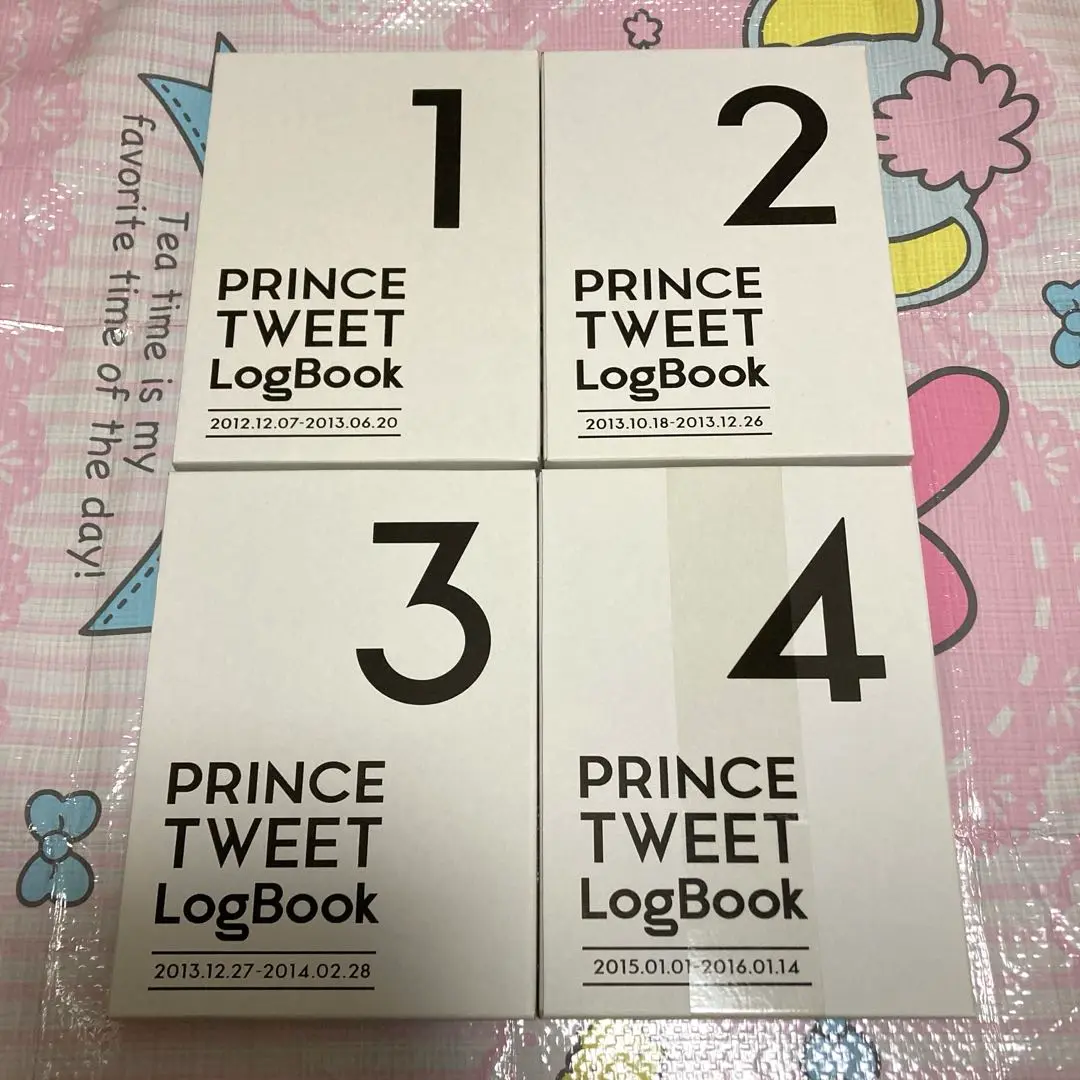 Tea time is my
favorite time of the day!
1
PRINCE
TWEET
LogBook
2012.12.07-2013.06.20
2
PRINCE
TWEET
LogBook
2013.10.18-2013.12.26
3
PRINCE
TWEET
LogBook
2013.12.27-2014.02.28
4
PRINCE
TWEET
LogBook
2015.01.01-2016.01.14